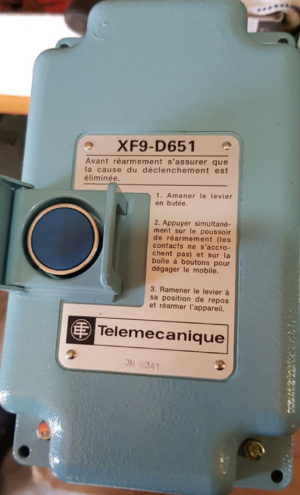 XF9-D651
Avant réarmement s'assurer que
la cause du déclenchement est
éliminée.
1. Amener le levier
en butée.
2. Appuyer simultané-
ment sur le poussoir
de réarmement (les
contacts ne s'accro-
chent pas) et sur la
boîte à boutons pour
dégager le mobile.
3. Ramener le levier à
sa position de repos
et réarmer l'appareil.
Telemecanique